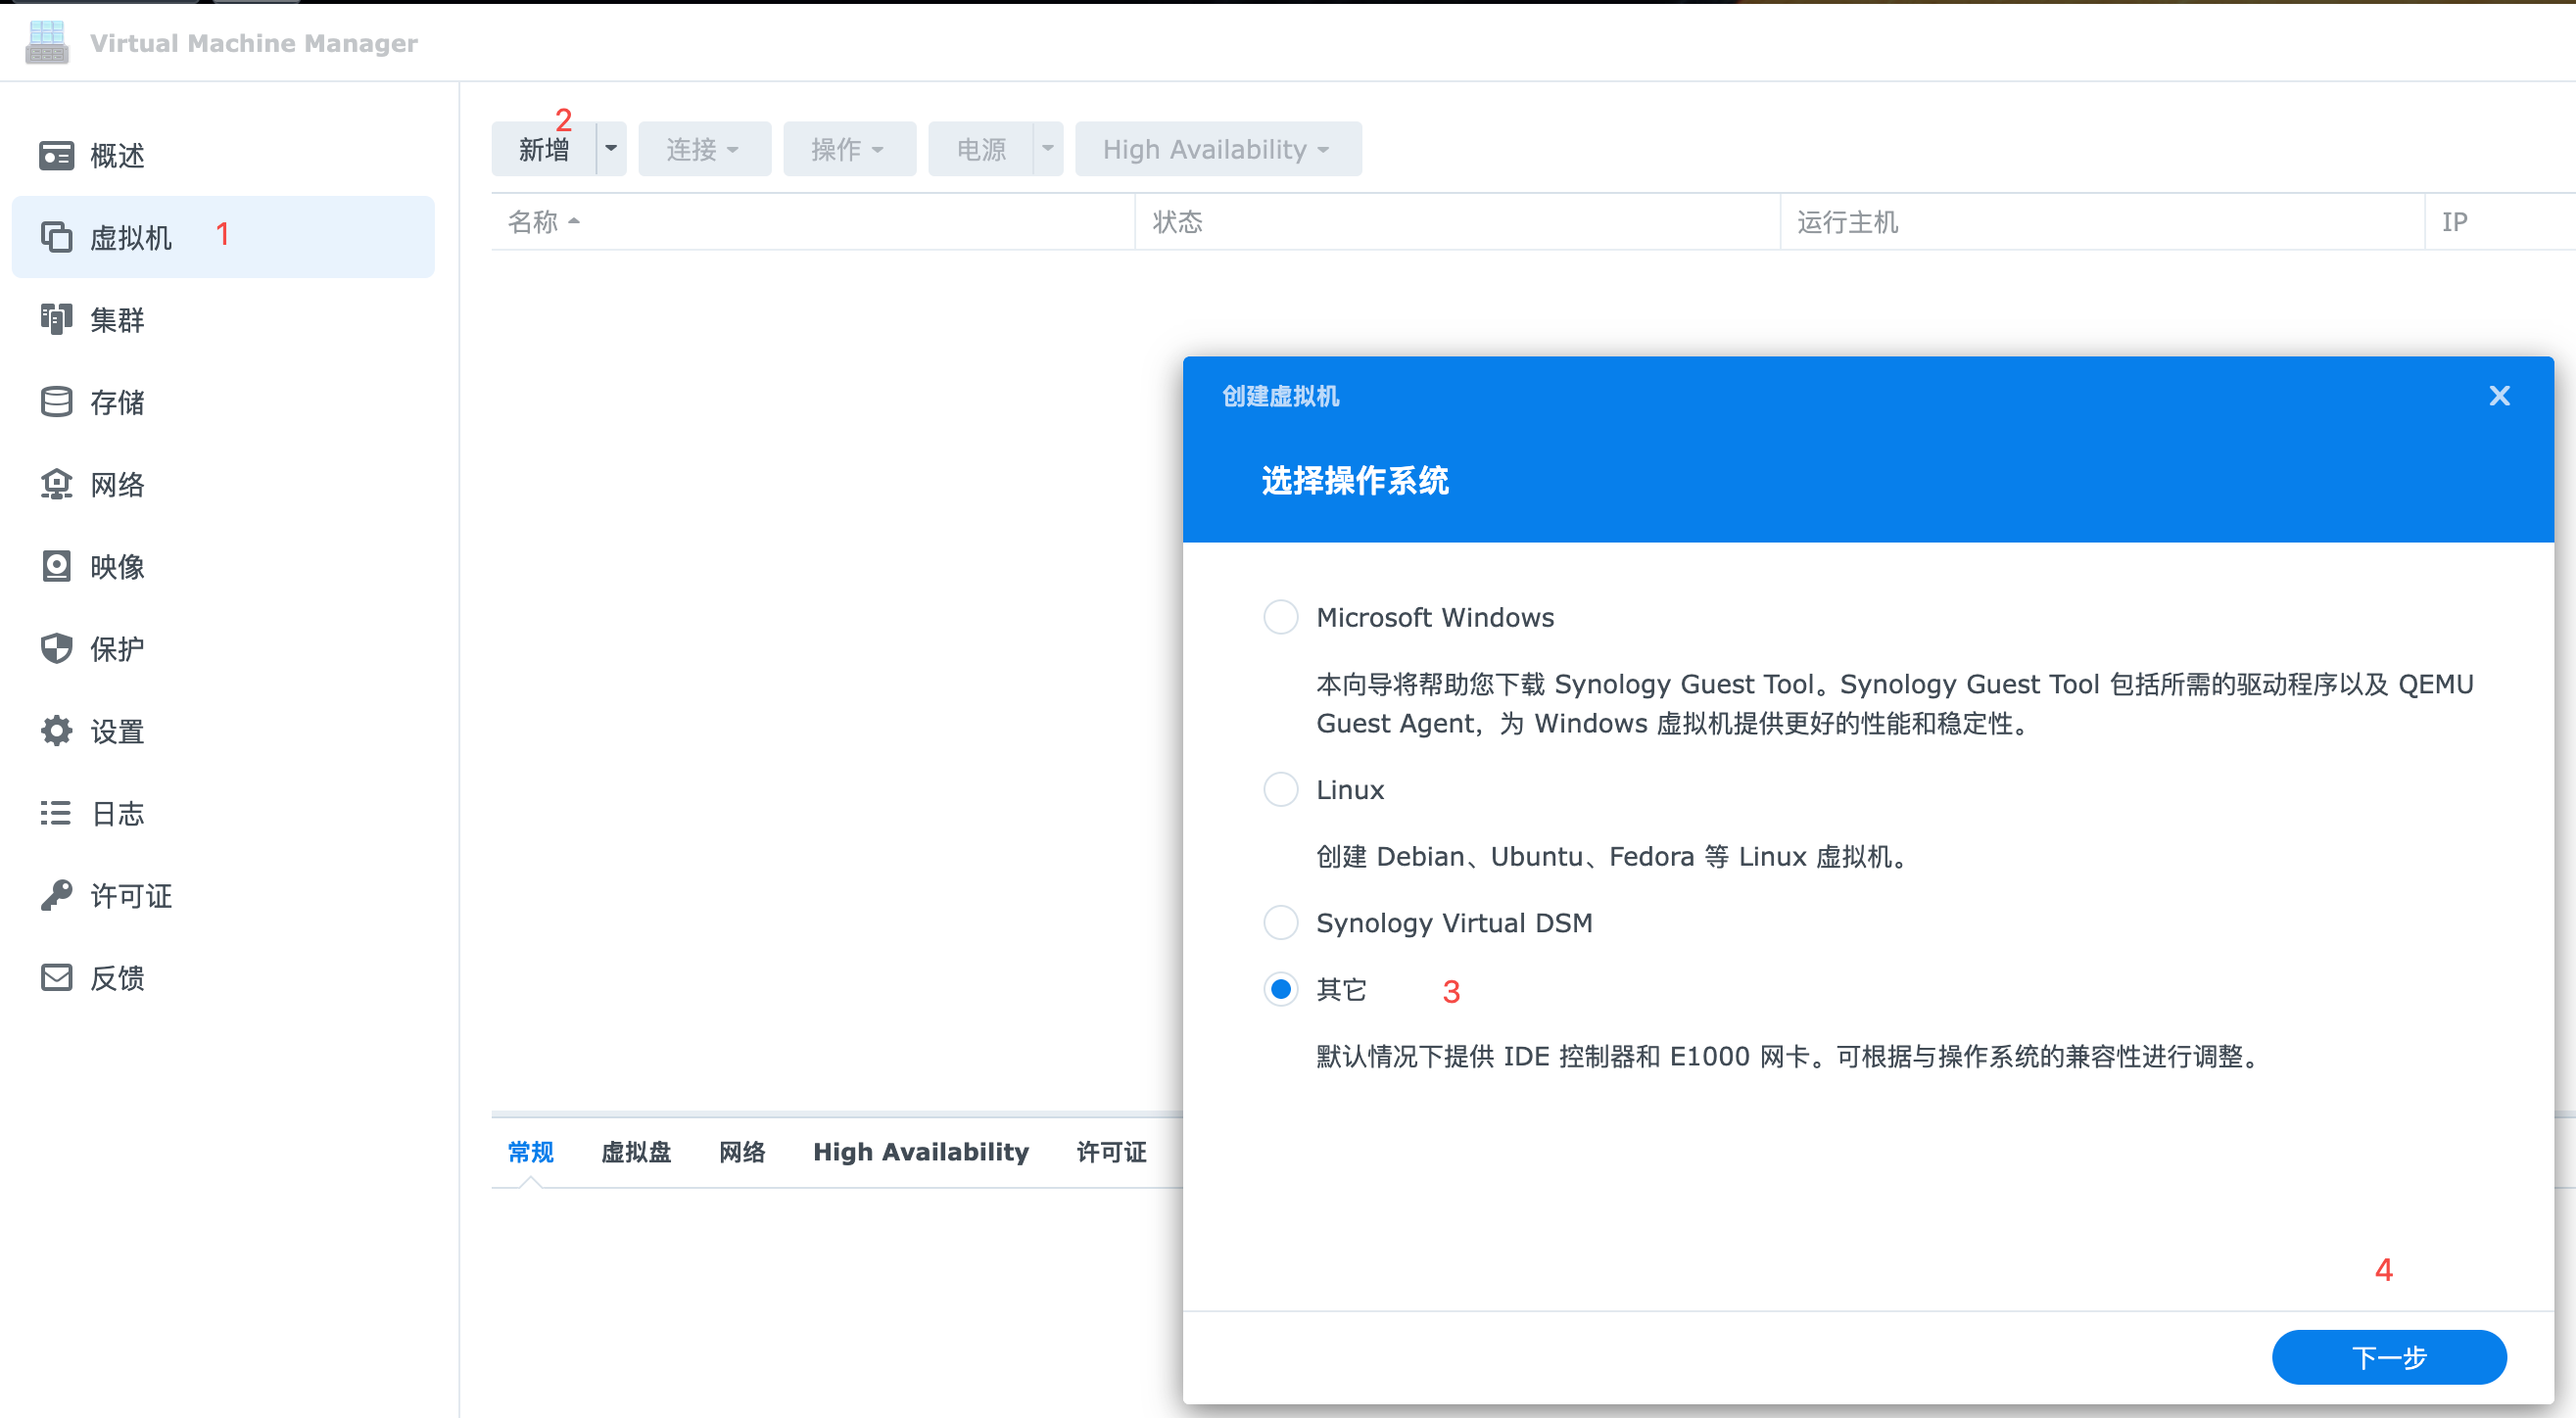 Virtual Machine Manager
概述
虚拟机 1
集群
存储
网络
映像
保护
设置
日志
许可证
反馈
2
新增 连接 操作 电源 High Availability
名称 状态 运行主机 IP
创建虚拟机
选择操作系统
Microsoft Windows
本向导将帮助您下载 Synology Guest Tool。Synology Guest Tool 包括所需的驱动程序以及 QEMU
Guest Agent，为 Windows 虚拟机提供更好的性能和稳定性。
Linux
创建 Debian、Ubuntu、Fedora 等 Linux 虚拟机。
Synology Virtual DSM
其它 3
默认情况下提供 IDE 控制器和 E1000 网卡。可根据与操作系统的兼容性进行调整。
4
下一步
常规 虚拟盘 网络 High Availability 许可证